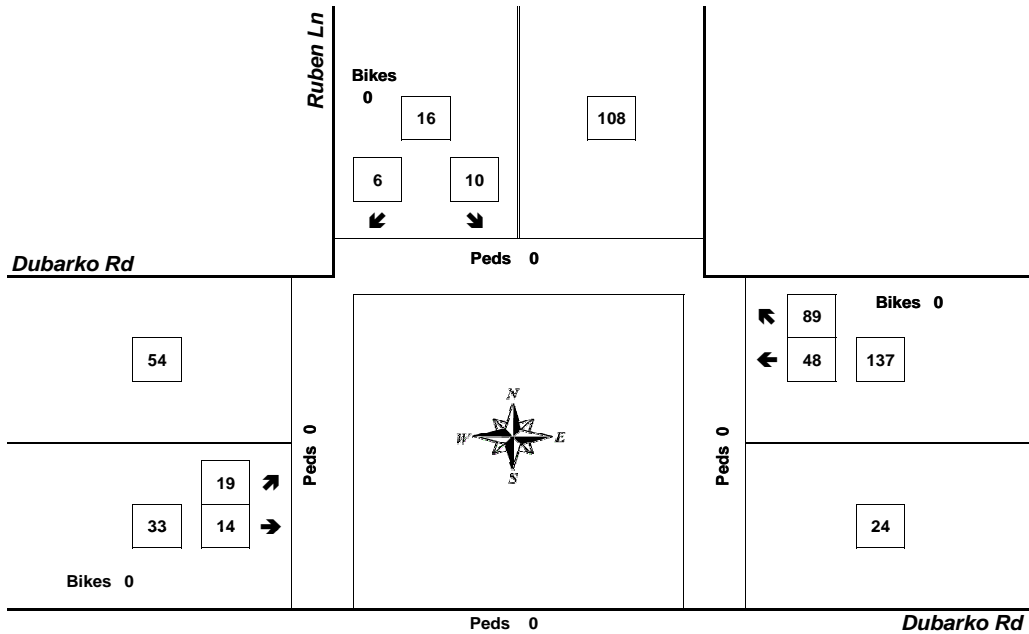 Ruben Ln
Bikes
0
16
108
6
10
Peds 0
Dubarko Rd
Bikes 0
89
54
48
137
N
W
E
S
Peds 0
Peds 0
19
33
14
24
Bikes 0
Peds 0
Dubarko Rd